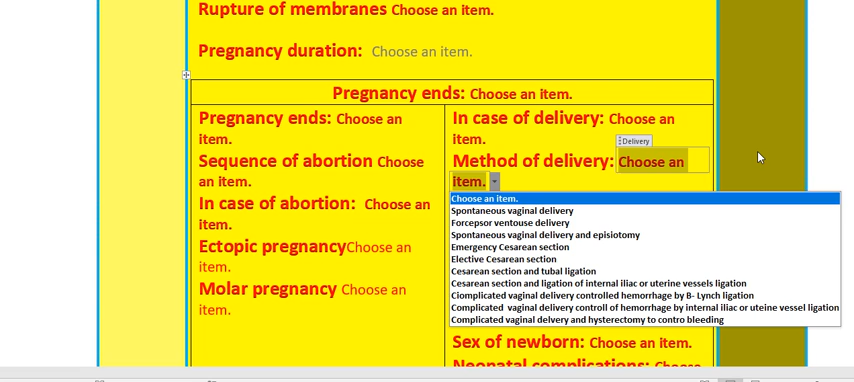 Rupture of membranes Choose an item.
Pregnancy duration: Choose an item.
Pregnancy ends: Choose an item.
Pregnancy ends: Choose an
item.
Sequence of abortion Choose
an item.
In case of abortion: Choose an
item.
Ectopic pregnancyChoose an
item.
Molar pregnancy Choose an
item.
In case of delivery: Choose an
item.
Delivery
Method of delivery: Choose an
item.
Choose an item.
Spontaneous vaginal delivery
Forcepsor ventouse delivery
Spontaneous vaginal delivery and episiotomy
Emergency Cesarean section
Elective Cesarean section
Cesarean section and tubal ligation
Cesarean section and ligation of internal iliac or uterine vessels ligation
Ciomplicated vaginal delivery controlled hemorrhage by B- Lynch ligation
Complicated vaginal delivery controll of hemorrhage by internal iliac or uteine vessel ligation
Complicated vaginal delvery and hysterectomy to contro bleeding
Sex of newborn: Choose an item.
Neonatal complications: Choose